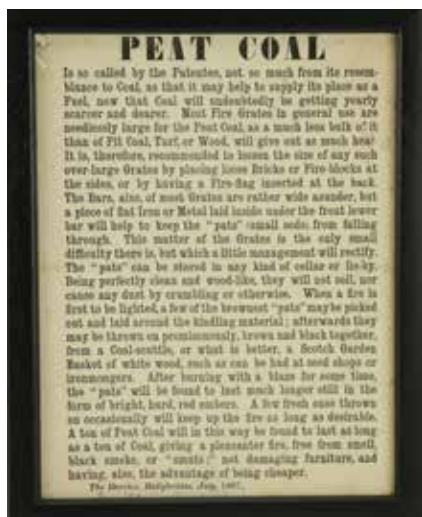 PEAT COAL
Is so called by the Patentee, not so much from its resem-
blance to Coal, as that it may help to supply its place as a
Fuel, now that Coal will undoubtedly be getting yearly
scarcer and dearer. Most Fire Grates in general use are
needlessly large for the Peat Coal, as a much less bulk of it
than of Pit Coal, Turf, or Wood, will give out as much heat
It is, therefore, recommended to lessen the size of any such
over-large Grates by placing loose Bricks or Fire-blocks at
the sides, or by having a Fire-flag inserted at the back.
The Bars, also, of most Grates are rather wide asunder, but
a piece of flat Iron or Metal laid inside under the front lower
bar will help to keep the "pats" (small sods) from falling
through. This matter of the Grates is the only small
difficulty there is, but which a little management will rectify.
The "pats" can be stored in any kind of cellar or lie-by.
Being perfectly clean and wood-like, they will not soil, nor
cause any dust by crumbling or otherwise. When a fire is
first to be lighted, a few of the brownest "pats" may be picked
out and laid around the kindling material; afterwards they
may be thrown on promiscuously, brown and black together,
from a Coal-scuttle, or what is better, a Scotch Garden
Basket of white wood, such as can be had at seed shops or
ironmongers. After burning with a blaze for some time,
the "pats" will be found to last much longer still in the
form of bright, hard, red embers. A few fresh ones thrown
on occasionally will keep up the fire as long as desirable.
A ton of Peat Coal will in this way be found to last as long
as a ton of Coal, giving a pleasanter fire, free from smell,
black smoke, or "smuts;" not damaging furniture, and
having, also, the advantage of being cheaper.
The July,